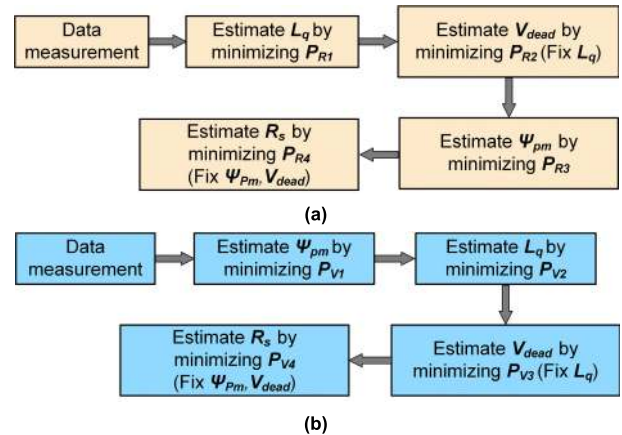 Data
measurement
Estimate Lq by
minimizing PR1
Estimate Vdead by
minimizing PR2 (Fix Lq)
Estimate Ψpm by
minimizing PR3
Estimate Rs by
minimizing PR4
(Fix ΨPm, Vdead)
(a)
Data
measurement
Estimate Ψpm by
minimizing PV1
Estimate Lq by
minimizing PV2
Estimate Vdead by
minimizing PV3 (Fix Lq)
Estimate Rs by
minimizing PV4
(Fix ΨPm, Vdead)
(b)